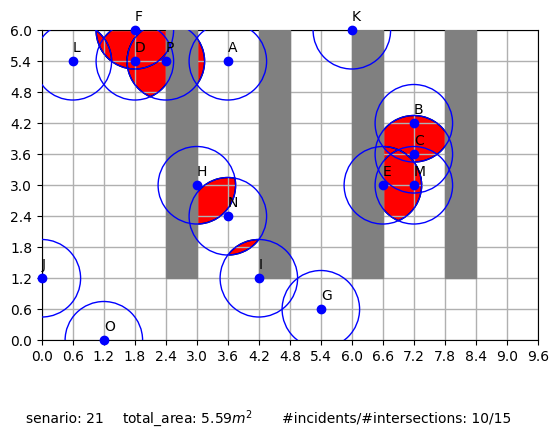 6.0 F K
5.4 L D P A
4.8
4.2 B
3.6 C
3.0 H E M
2.4 N
1.8
1.2 J I
0.6 G
0.0 O
0.0 0.6 1.2 1.8 2.4 3.0 3.6 4.2 4.8 5.4 6.0 6.6 7.2 7.8 8.4 9.0 9.6
senario: 21 total_area: 5.59m² #incidents/#intersections: 10/15